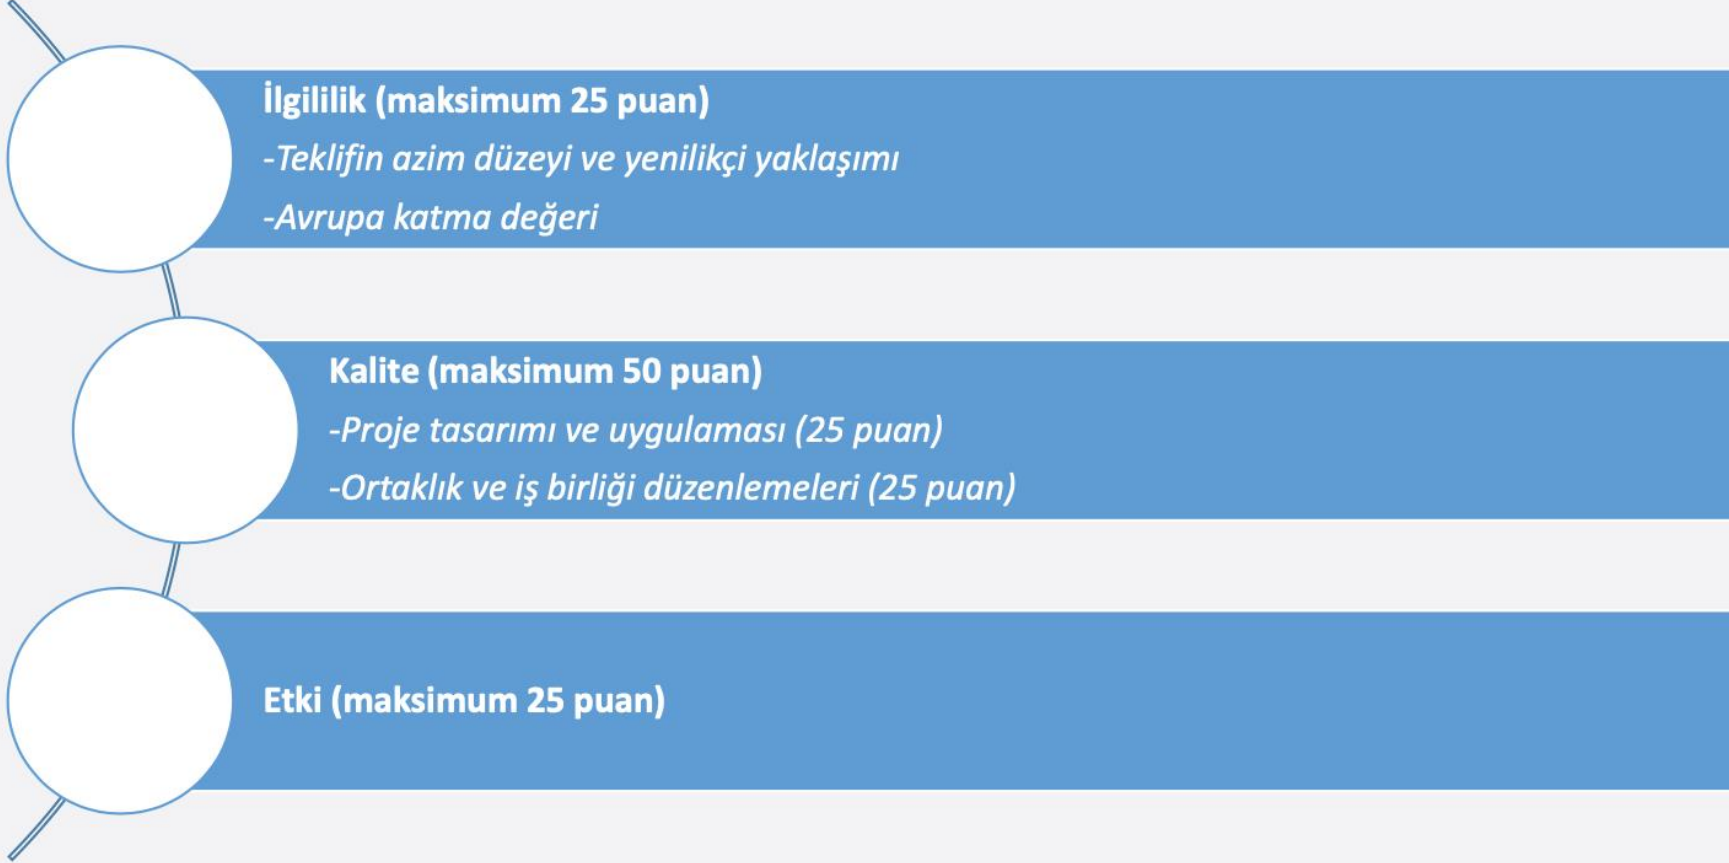 İlgililik (maksimum 25 puan)
-Teklifin azim düzeyi ve yenilikçi yaklaşımı
-Avrupa katma değeri
Kalite (maksimum 50 puan)
-Proje tasarımı ve uygulaması (25 puan)
-Ortaklık ve iş birliği düzenlemeleri (25 puan)
Etki (maksimum 25 puan)